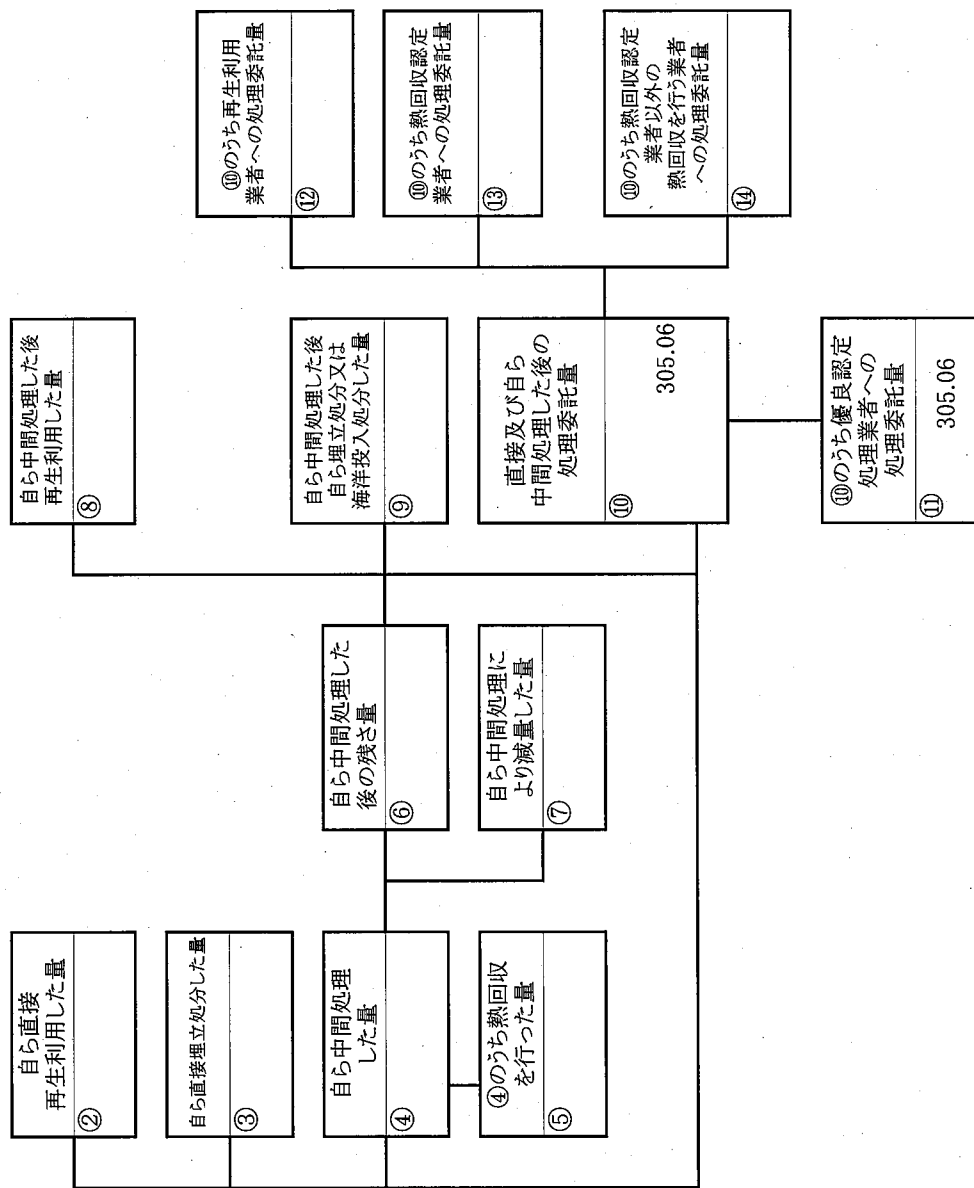 自ら直接
再生利用した量
②
自ら直接埋立処分した量
③
自ら中間処理
した量
④
④のうち熱回収
を行った量
⑤
自ら中間処理した
後の残さ量
⑥
自ら中間処理に
より減量した量
⑦
自ら中間処理した後
再生利用した量
⑧
自ら中間処理した後
自ら埋立処分又は
海洋投入処分した量
⑨
直接及び自ら
中間処理した後の
処理委託量
⑩
305.06
⑩のうち優良認定
処理業者への
処理委託量
⑪
305.06
⑩のうち再生利用
業者への処理委託量
⑫
⑩のうち熱回収認定
業者への処理委託量
⑬
⑩のうち熱回収認定
業者以外の
熱回収を行う業者
への処理委託量
⑭